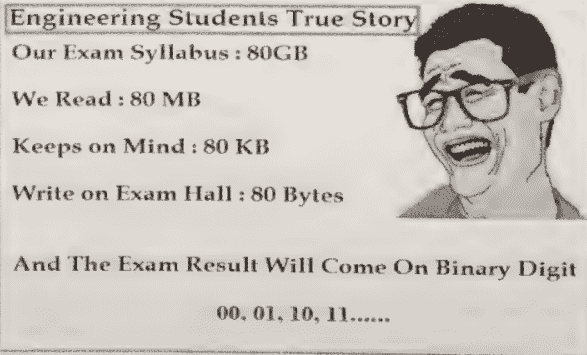 Engineering Students True Story
Our Exam Syllabus : 80GB
We Read : 80 MB
Keeps on Mind : 80 KB
Write on Exam Hall : 80 Bytes
And The Exam Result Will Come On Binary Digit
00, 01, 10, 11......